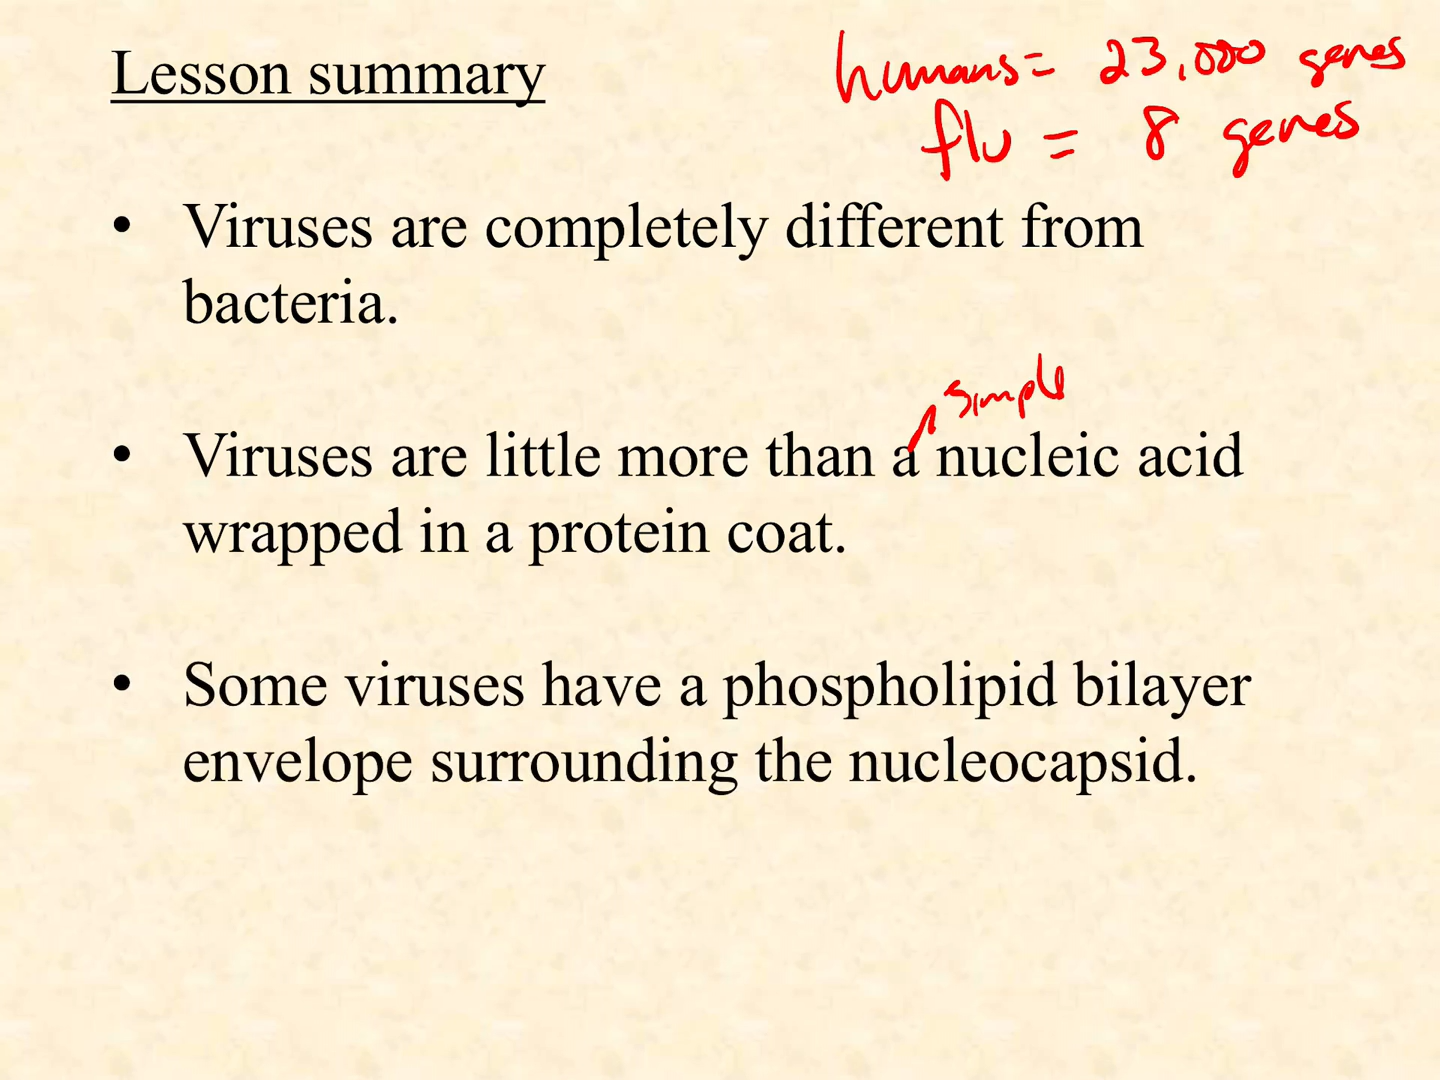 Lesson summary
humans = 23,000 genes
flu = 8 genes
• Viruses are completely different from
bacteria.
simple
• Viruses are little more than a nucleic acid
wrapped in a protein coat.
• Some viruses have a phospholipid bilayer
envelope surrounding the nucleocapsid.